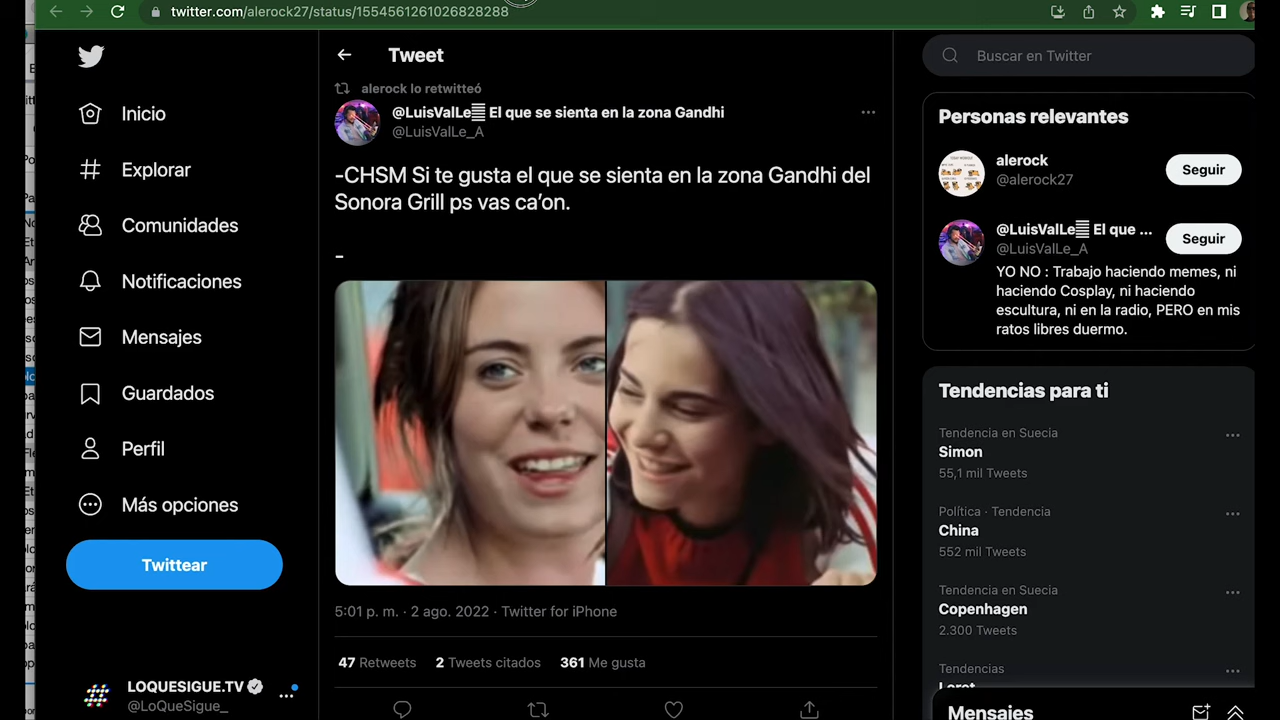 twitter.com/alerock27/status/1554561261026828288
Tweet
Buscar en Twitter
Inicio
Explorar
Comunidades
Notificaciones
Mensajes
Guardados
Perfil
Más opciones
Twittear
LOQUESIGUE.TV
@LoQueSigue_
alerock lo retwitteó
@LuisValLe El que se sienta en la zona Gandhi
@LuisValLe_A
-CHSM Si te gusta el que se sienta en la zona Gandhi del
Sonora Grill ps vas ca’on.
-
5:01 p. m. · 2 ago. 2022 · Twitter for iPhone
47 Retweets 2 Tweets citados 361 Me gusta
Personas relevantes
alerock
@alerock27
Seguir
@LuisValLe El que ...
@LuisValLe_A
Seguir
YO NO : Trabajo haciendo memes, ni
haciendo Cosplay, ni haciendo
escultura, ni en la radio, PERO en mis
ratos libres duermo.
Tendencias para ti
Tendencia en Suecia
Simon
55,1 mil Tweets
Política · Tendencia
China
552 mil Tweets
Tendencia en Suecia
Copenhagen
2.300 Tweets
Tendencias
Mensajes